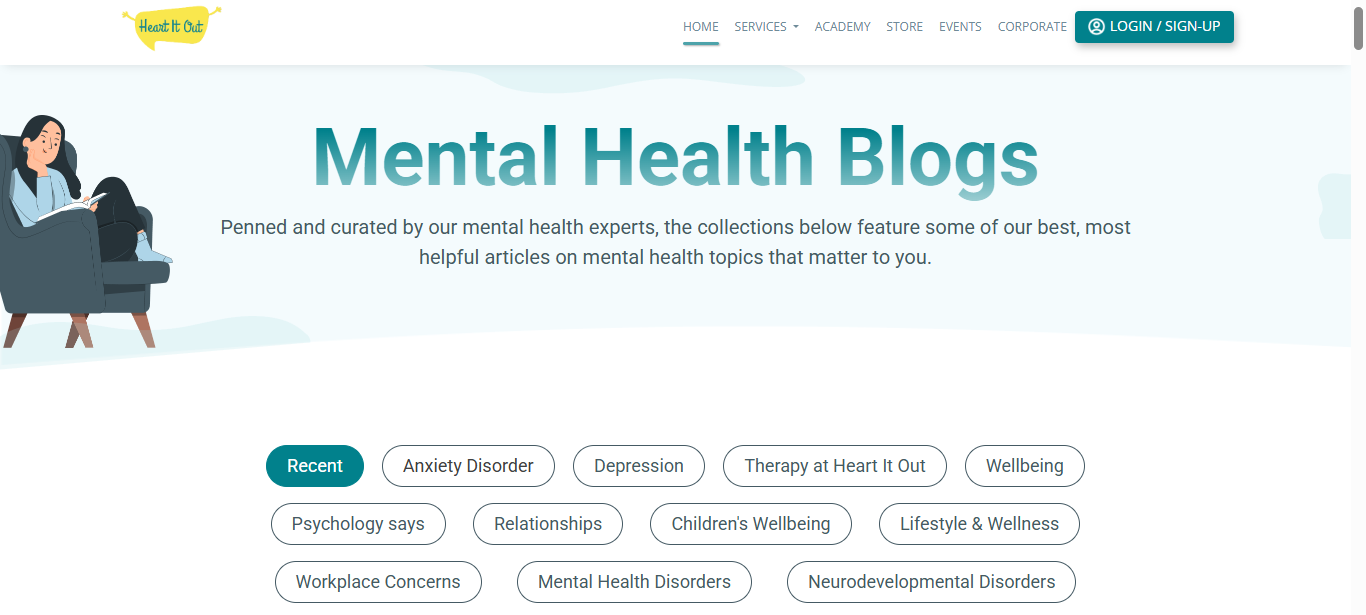 Heart It Out
HOME SERVICES ACADEMY STORE EVENTS CORPORATE LOGIN / SIGN-UP
Mental Health Blogs
Penned and curated by our mental health experts, the collections below feature some of our best, most
helpful articles on mental health topics that matter to you.
Recent Anxiety Disorder Depression Therapy at Heart It Out Wellbeing
Psychology says Relationships Children's Wellbeing Lifestyle & Wellness
Workplace Concerns Mental Health Disorders Neurodevelopmental Disorders